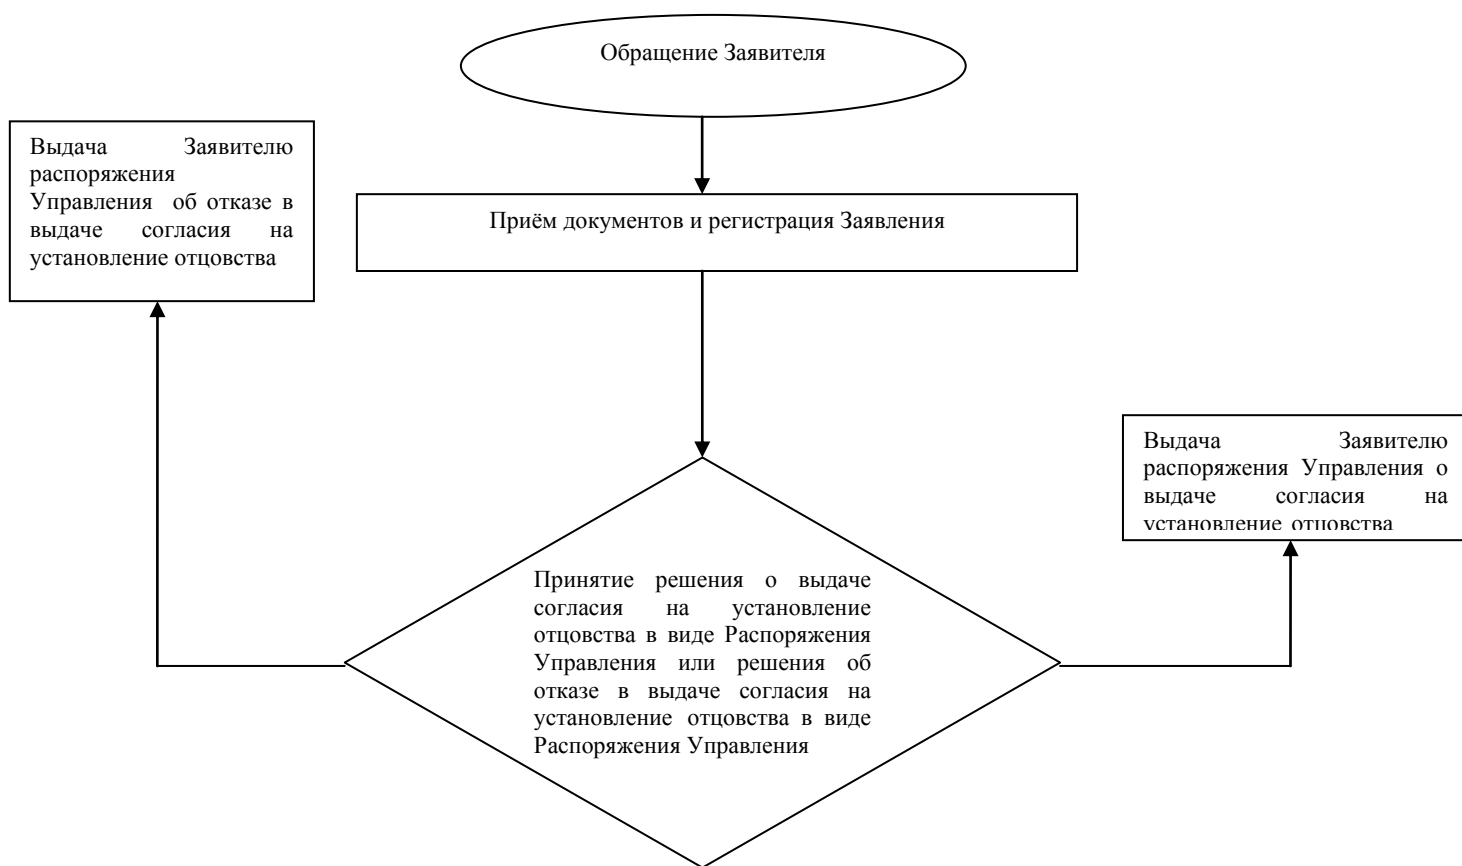 Обращение Заявителя
Выдача Заявителю
распоряжения
Управления об отказе в
выдаче согласия на
установление отцовства
Приём документов и регистрация Заявления
Выдача Заявителю
распоряжения Управления о
выдаче согласия на
установление отцовства
Принятие решения о выдаче
согласия на установление
отцовства в виде Распоряжения
Управления или решения об
отказе в выдаче согласия на
установление отцовства в виде
Распоряжения Управления